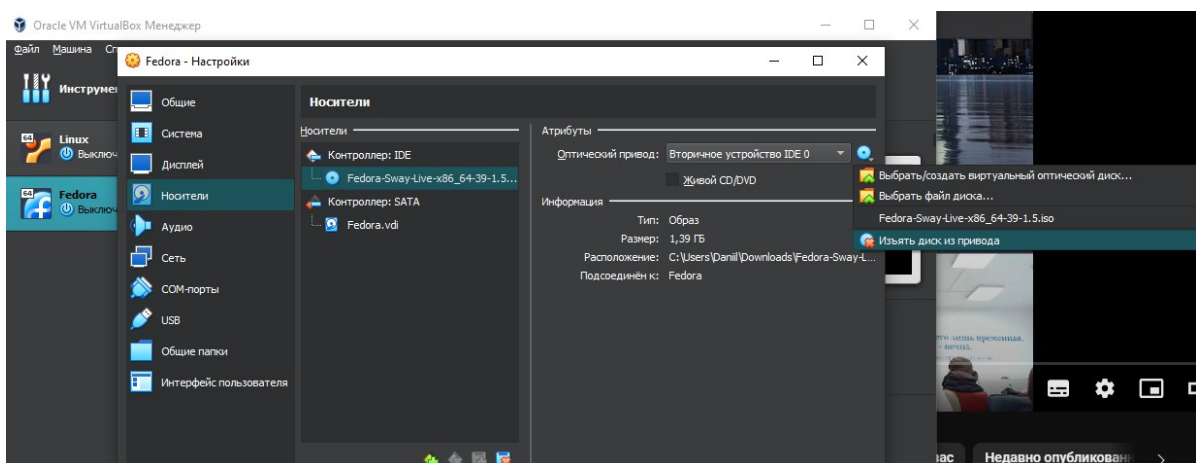 Oracle VM VirtualBox Менеджер
Файл Машина
Fedora - Настройки
Общие
Носители
Linux
Fedora
Система
Дисплей
Носители
Аудио
Сеть
COM-порты
USB
Общие папки
Интерфейс пользователя
Носители
Контроллер: IDE
Fedora-Sway-Live-x86_64-39-1.5...
Контроллер: SATA
Fedora.vdi
Атрибуты
Оптический привод: Вторичное устройство IDE 0
Живой CD/DVD
Информация
Тип: Образ
Размер: 1,39 ГБ
Расположение: C:\Users\Daniil\Downloads\Fedora-Sway-L...
Подсоединён к: Fedora
Выбрать/создать виртуальный оптический диск...
Выбрать файл диска...
Fedora-Sway-Live-x86_64-39-1.5.iso
Изъять диск из привода
лишь временная.
вечна.
Недавно